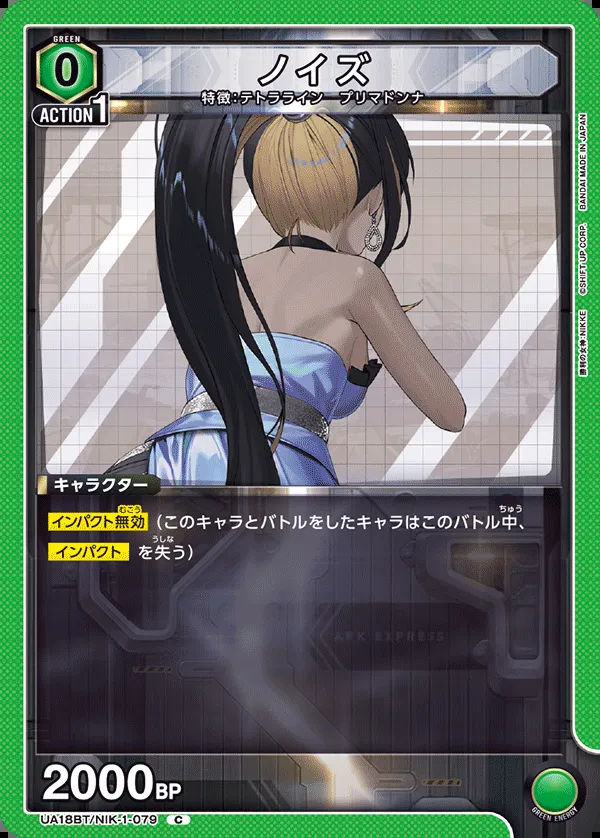 GREEN
0
ACTION 1
ノイズ
特徴:テトラライン プリマドンナ
勝利の女神:NIKKE ©SHIFT UP CORP. BANDAI MADE IN JAPAN
キャラクター
むこう
ちゅう
インパクト無効 (このキャラとバトルをしたキャラはこのバトル中、
うしな
インパクト を失う)
ARK EXPRESS
2000 BP
UA18BT/NIK-1-079 C
GREEN ENERGY